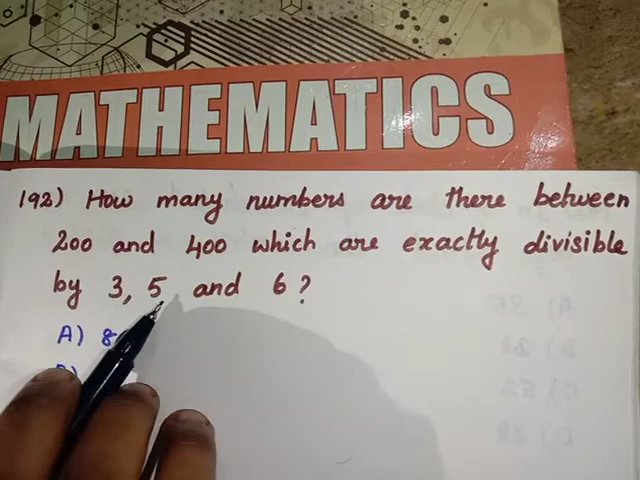 MATHEMATICS
192) How many numbers are there between
200 and 400 which are exactly divisible
by 3, 5 and 6?
A) 8